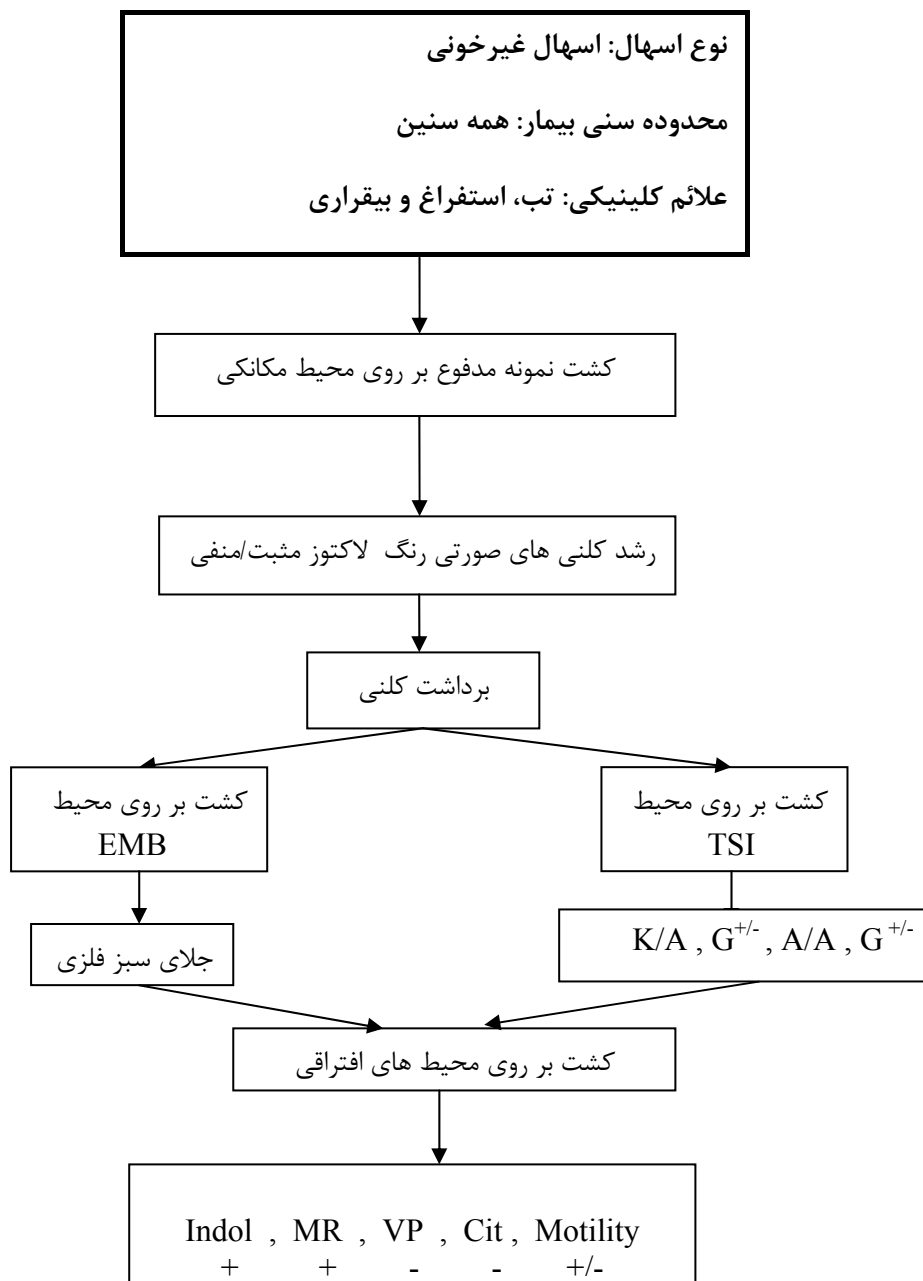 نوع اسهال: اسهال غیرخونی
محدوده سنی بیمار: همه سنین
علائم کلینیکی: تب، استفراغ و بیقراری
کشت نمونه مدفوع بر روی محیط مکانکی
رشد کلنی های صورتی رنگ لاکتوز مثبت/منفی
برداشت کلنی
کشت بر روی محیط
EMB
کشت بر روی محیط
TSI
جلای سبز فلزی
K/A , G+/- , A/A , G +/-
کشت بر روی محیط های افتراقی
Indol , MR , VP , Cit , Motility
+ + - - +/-